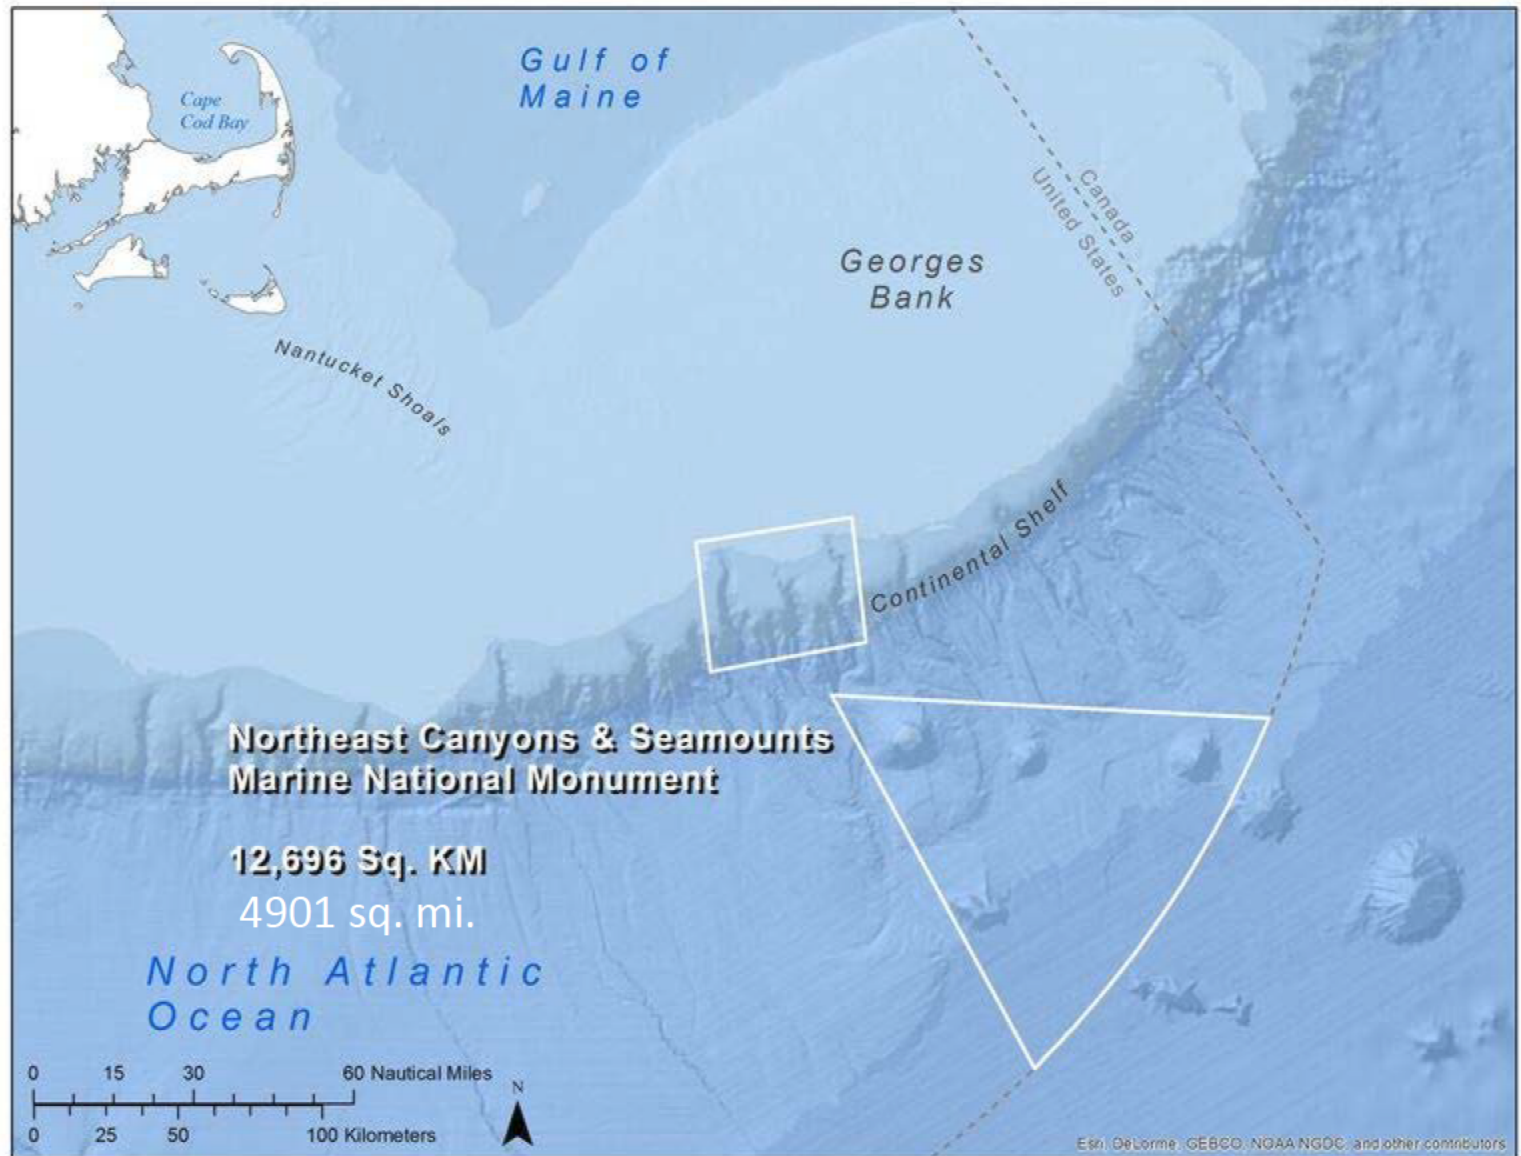 Gulf of
Maine
Cape
Cod Bay
Canada
United States
Georges
Bank
Nantucket Shoals
Continental Shelf
Northeast Canyons & Seamounts
Marine National Monument
12,696 Sq. KM
4901 sq. mi.
North Atlantic
Ocean
0 15 30 60 Nautical Miles
N
0 25 50 100 Kilometers
Esri, DeLorme, GEBCO, NOAA NGDC, and other contributors